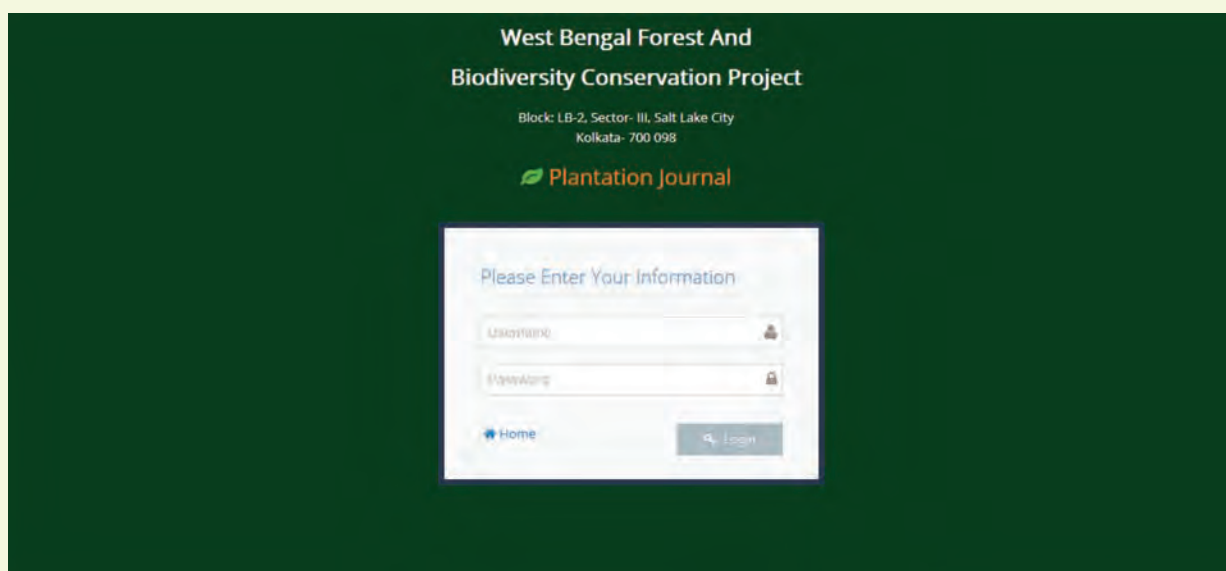 West Bengal Forest And
Biodiversity Conservation Project
Block: LB-2, Sector- III, Salt Lake City
Kolkata- 700 098
Plantation Journal
Please Enter Your Information
Username
Password
Home
Login